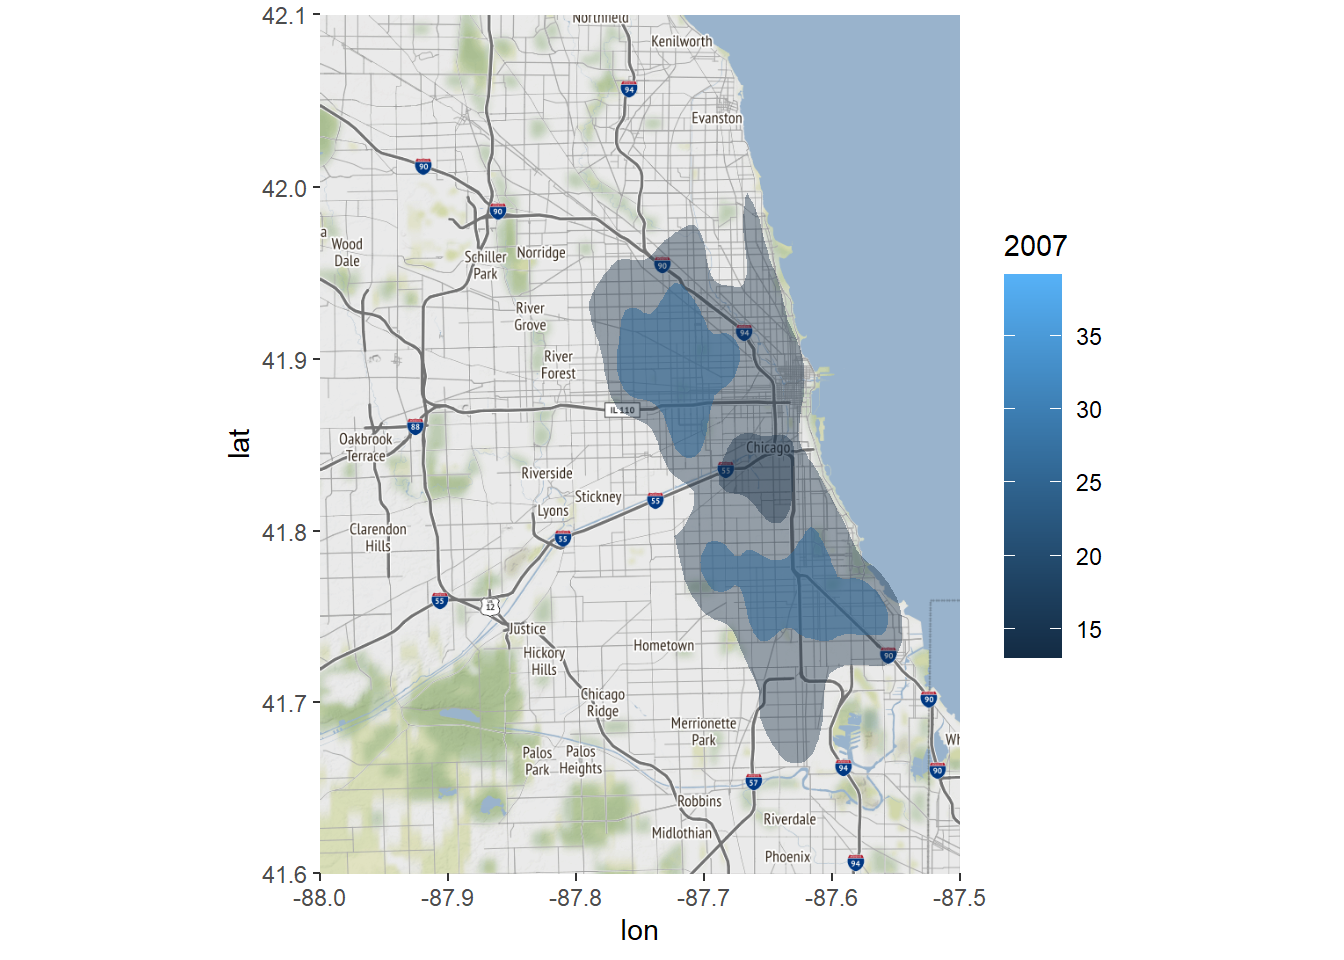 42.1
Northfield
Kenilworth
94
Evanston
90
42.0
90
a
Wood
Dale
Schiller
Park
Norridge
90
2007
River
Grove
94
35
41.9
River
Forest
30
IL 110
88
Oakbrook
Terrace
Chicago
lat
55
Riverside
25
Stickney
55
Lyons
41.8
Clarendon
Hills
55
20
55
12
Justice
15
Hometown
Hickory
Hills
90
41.7
Chicago
Ridge
90
Merrionette
Park
Wh
Palos
Park
Palos
Heights
94
90
57
Robbins
Riverdale
Midlothian
Phoenix
94
41.6
-88.0
-87.9
-87.8
-87.7
-87.6
-87.5
lon